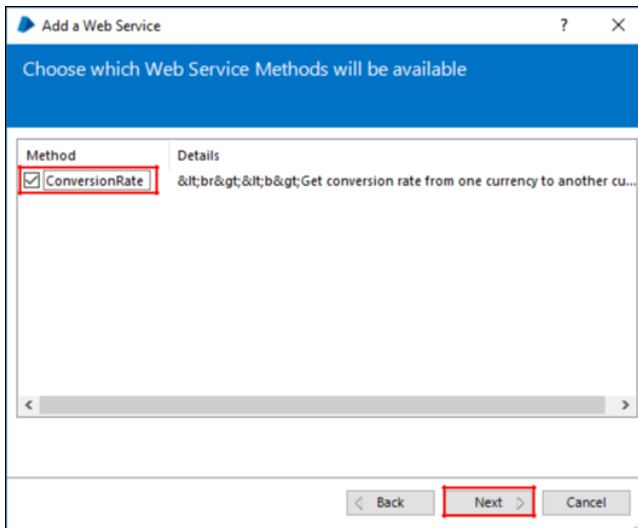 Add a Web Service ?
Choose which Web Service Methods will be available
Method Details
ConversionRate &lt;br&gt;&lt;b&gt;Get conversion rate from one currency to another cu...
Back Next Cancel